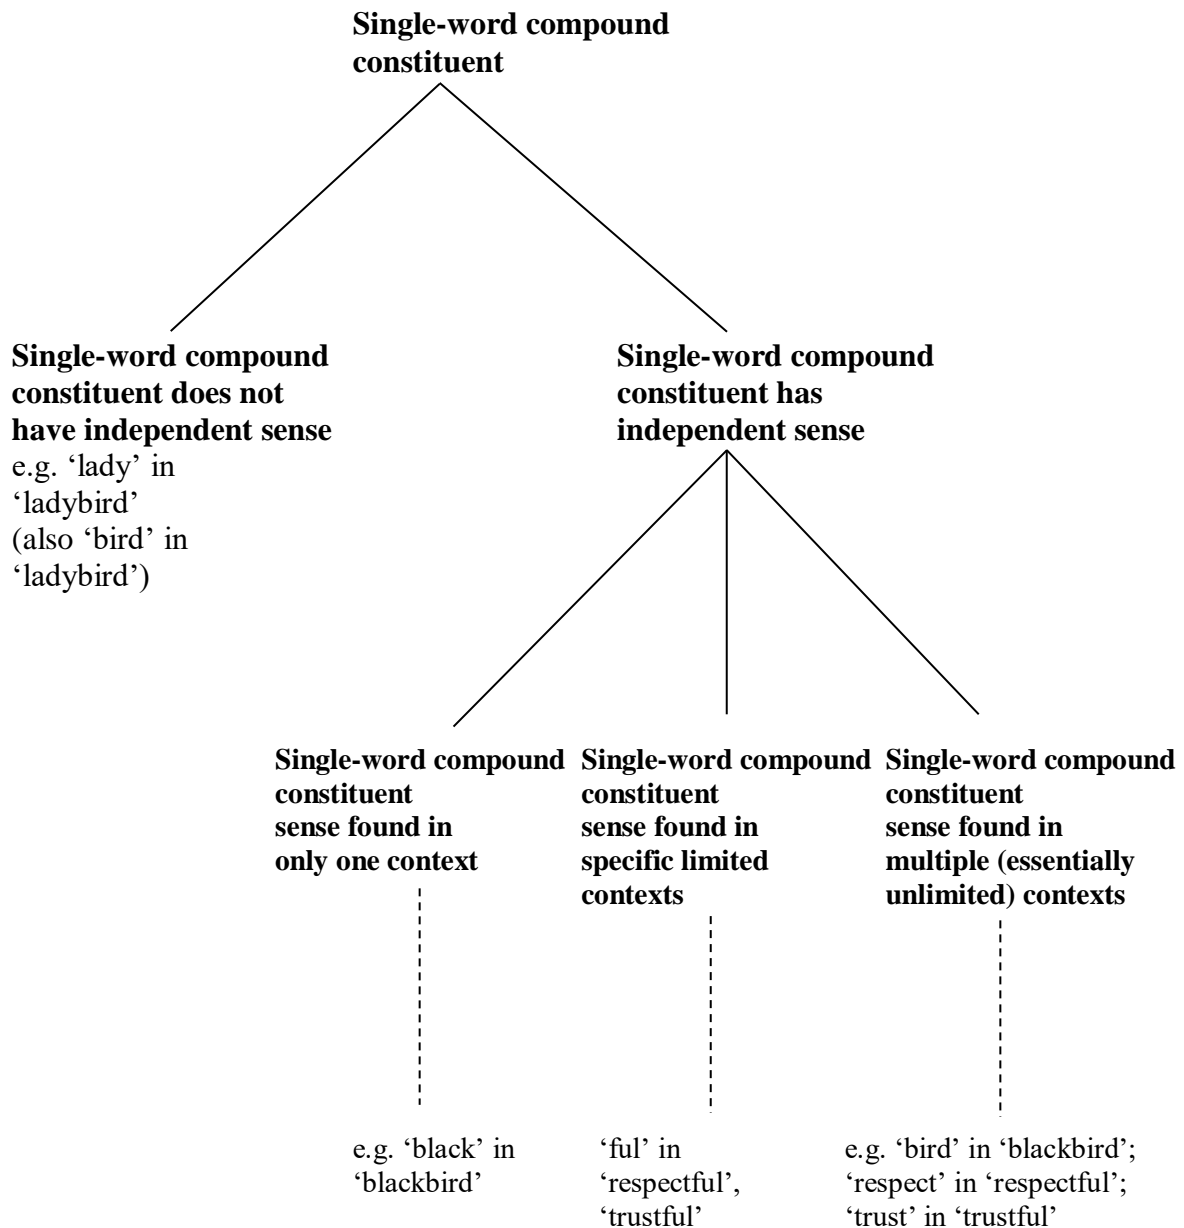 Single-word compound
constituent
Single-word compound
constituent does not
have independent sense
e.g. ‘lady’ in
‘ladybird’
(also ‘bird’ in
‘ladybird’)
Single-word compound
constituent has
independent sense
Single-word compound
constituent
sense found in
only one context
Single-word compound
constituent
sense found in
specific limited
contexts
Single-word compound
constituent
sense found in
multiple (essentially
unlimited) contexts
e.g. ‘black’ in
‘blackbird’
‘ful’ in
‘respectful’,
‘trustful’
e.g. ‘bird’ in ‘blackbird’;
‘respect’ in ‘respectful’;
‘trust’ in ‘trustful’